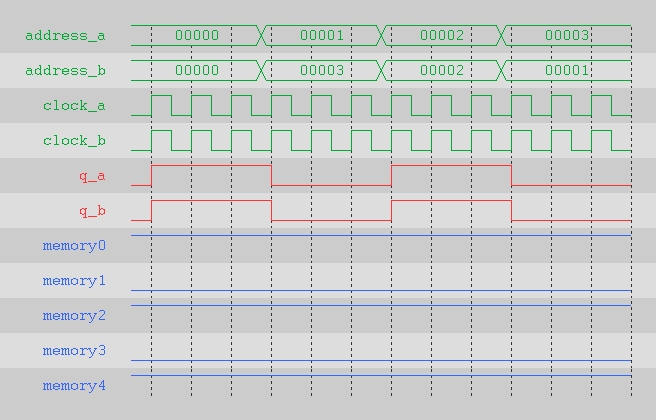 address_a 00000 00001 00002 00003
address_b 00000 00003 00002 00001
clock_a
clock_b
q_a
q_b
memory0
memory1
memory2
memory3
memory4